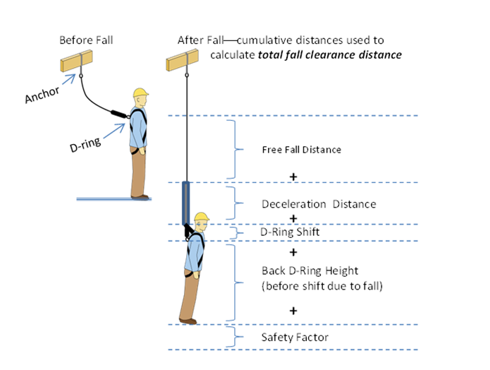 Before Fall
After Fall—cumulative distances used to
calculate total fall clearance distance
Anchor
D-ring
Free Fall Distance
+
Deceleration Distance
+
D-Ring Shift
+
Back D-Ring Height
(before shift due to fall)
+
Safety Factor